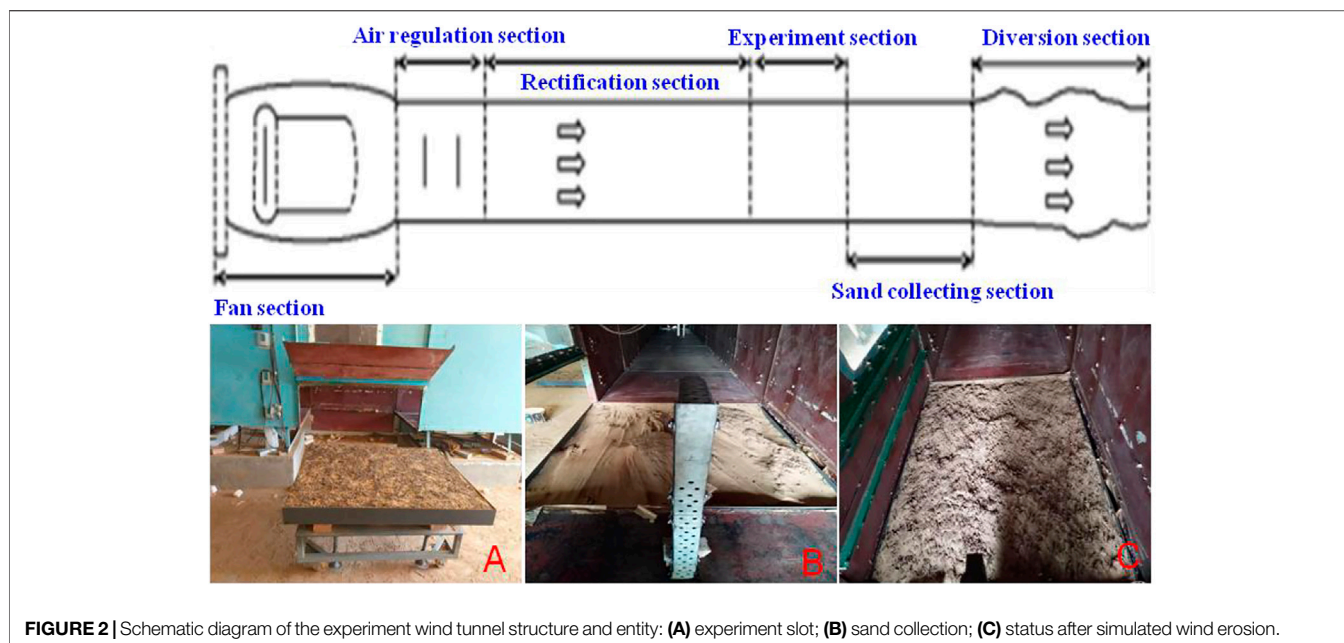 Air regulation section
Experiment section
Diversion section
Rectification section
Fan section
Sand collecting section
A
B
C
FIGURE 2 | Schematic diagram of the experiment wind tunnel structure and entity: (A) experiment slot; (B) sand collection; (C) status after simulated wind erosion.